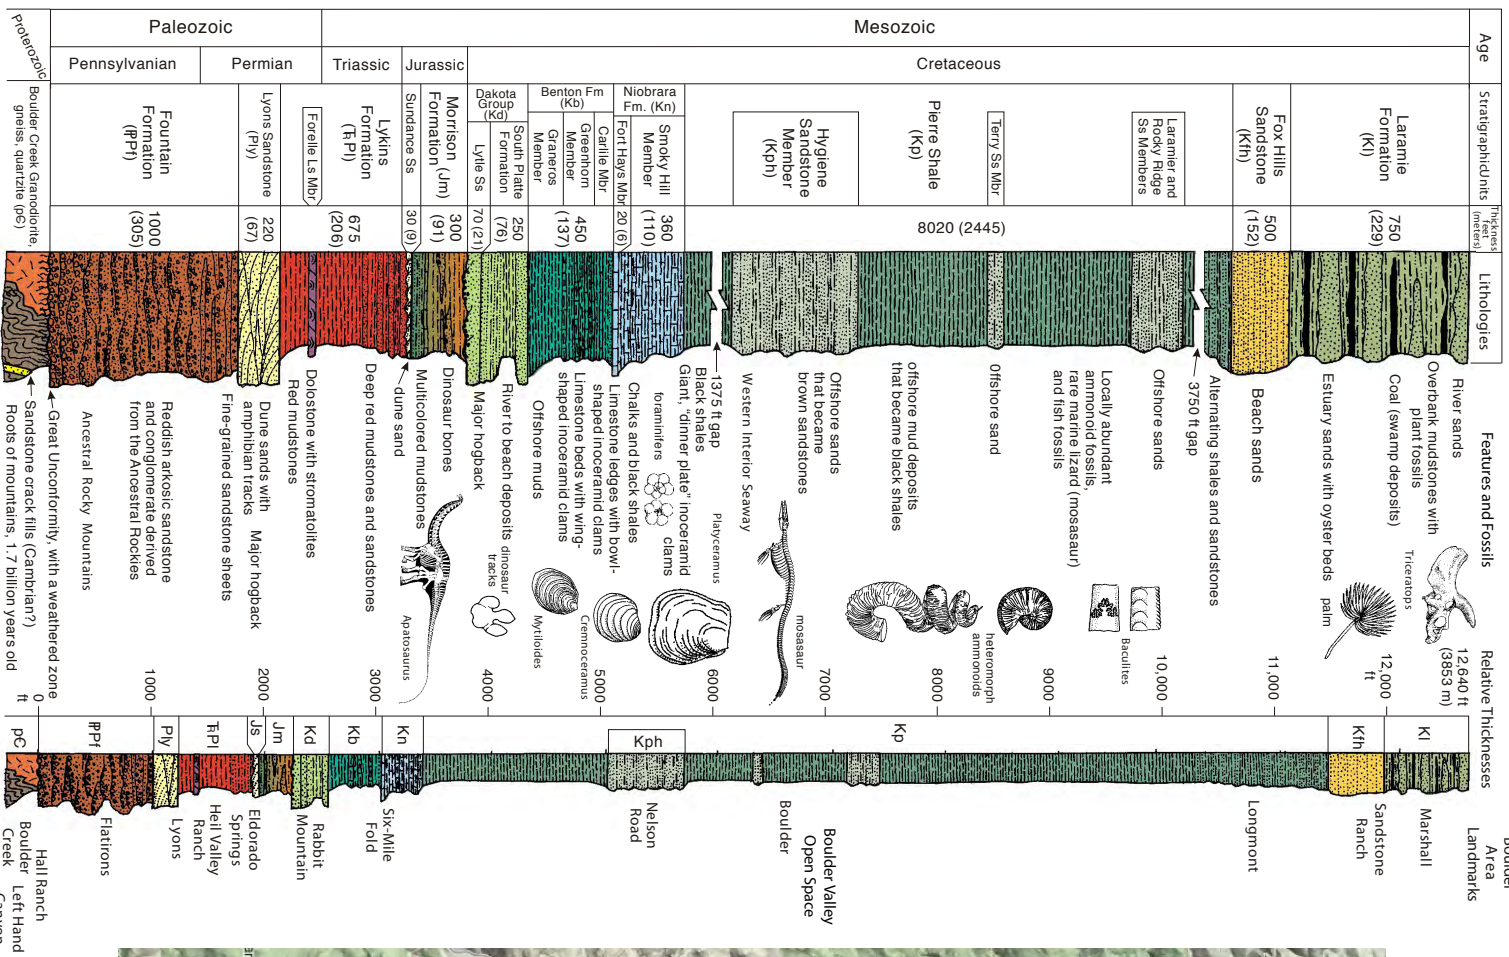 Age
Mesozoic
Paleozoic
Proterozoic
Cretaceous
Jurassic
Triassic
Permian
Pennsylvanian
Stratigraphic Units
Laramie
Formation
(Kl)
Fox Hills
Sandstone
(Kfh)
Laramier and
Rocky Ridge
Ss Members
Terry Ss Mbr
Pierre Shale
(Kp)
Hygiene
Sandstone
Member
(Kph)
Niobrara
Fm. (Kn)
Smoky Hill
Member
Fort Hays Mbr
Benton Fm
(Kb)
Carlile Mbr
Greenhorn
Member
Graneros
Member
Dakota
Group
(Kd)
South Platte
Formation
Lytle Ss
Morrison
Formation (Jm)
Sundance Ss
Lykins
Formation
(TrPl)
Forelle Ls Mbr
Lyons Sandstone
(Ply)
Fountain
Formation
(PPf)
Boulder Creek Granodiorite,
gneiss, quartzite (p€)
Thickness
feet
(meters)
750
(229)
500
(152)
8020 (2445)
360
(110)
20 (6)
450
(137)
250
(76)
70 (21)
300
(91)
30 (9)
675
(206)
220
(67)
1000
(305)
Lithologies
Features and Fossils
River sands
Overbank mudstones with
plant fossils
Triceratops
Coal (swamp deposits)
Estuary sands with oyster beds
palm
Beach sands
Alternating shales and sandstones
3750 ft gap
Offshore sands
Baculites
Locally abundant
ammonoid fossils,
rare marine lizard (mosasaur)
and fish fossils
Offshore sand
heteromorph
ammonoids
offshore mud deposits
that became black shales
Offshore sands
that became
brown sandstones
mosasaur
Western Interior Seaway
1375 ft gap
Platyceramus
Black shales
Giant, "dinner plate" inoceramid
clams
foraminifers
Chalks and black shales
Limestone ledges with bowl-
shaped inoceramid clams
Cremnoceramus
Limestone beds with wing-
shaped inoceramid clams
Mytiloides
Offshore muds
River to beach deposits
dinosaur
tracks
Major hogback
Dinosaur bones
Multicolored mudstones
Apatosaurus
dune sand
Deep red mudstones and sandstones
Dolostone with stromatolites
Red mudstones
Dune sands with
amphibian tracks
Major hogback
Fine-grained sandstone sheets
Reddish arkosic sandstone
and conglomerate derived
from the Ancestral Rockies
Ancestral Rocky Mountains
Great Unconformity, with a weathered zone
Sandstone crack fills (Cambrian?)
Roots of mountains, 1.7 billion years old
Relative Thicknesses
12,640 ft
(3853 m)
12,000
ft
11,000
10,000
9000
8000
7000
6000
5000
4000
3000
2000
1000
0
ft
Kl
Kfh
Kp
Kph
Kn
Kb
Kd
Jm
Js
TrPl
Ply
PPf
p€
Boulder
Area
Landmarks
Marshall
Sandstone
Ranch
Longmont
Boulder Valley
Open Space
Boulder
Nelson
Road
Six-Mile
Fold
Rabbit
Mountain
Eldorado
Springs
Heil Valley
Ranch
Lyons
Flatirons
Hall Ranch
Boulder
Creek
Left Hand
Canyon